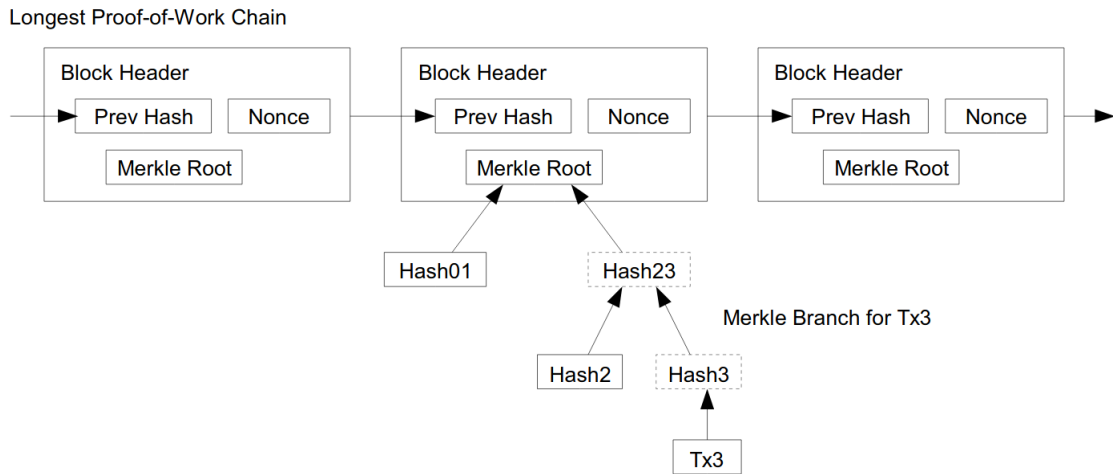 Longest Proof-of-Work Chain
Block Header
Prev Hash
Nonce
Merkle Root
Block Header
Prev Hash
Nonce
Merkle Root
Block Header
Prev Hash
Nonce
Merkle Root
Hash01
Hash23
Merkle Branch for Tx3
Hash2
Hash3
Tx3